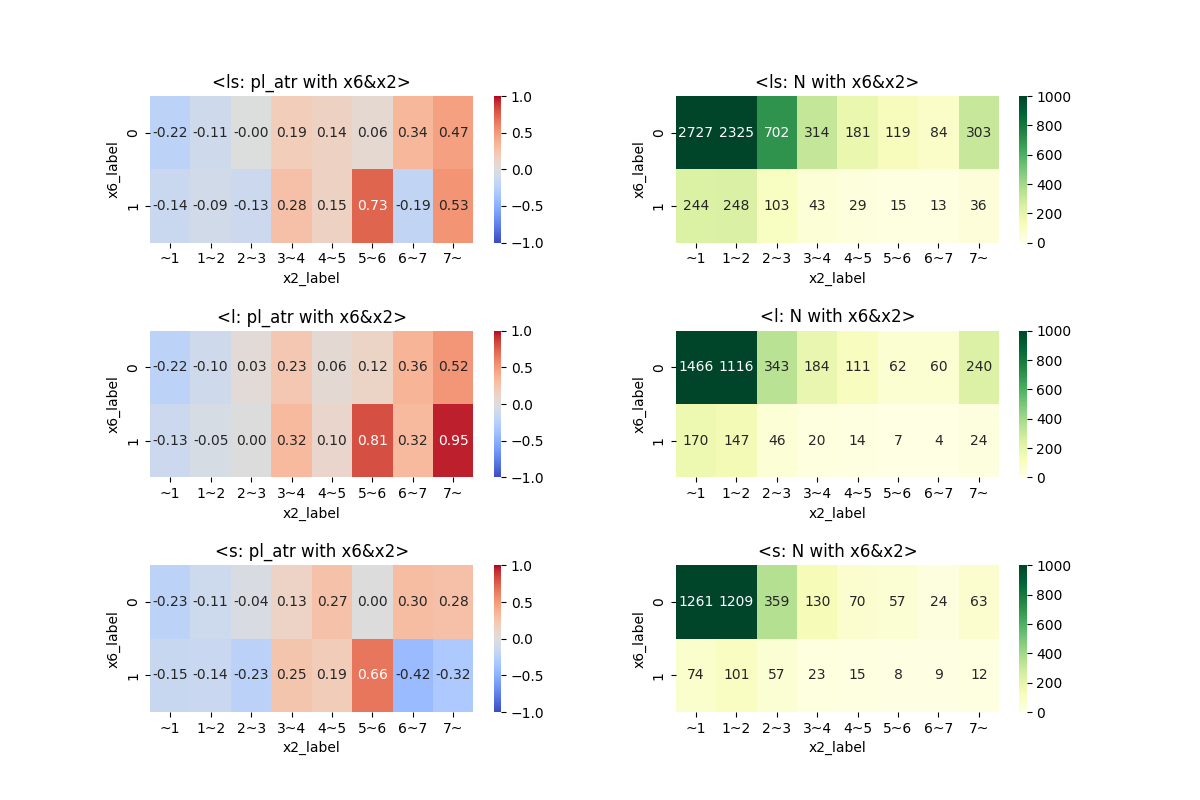 <ls: pl_atr with x6&x2>
x6_label
0 -0.22 -0.11 -0.00 0.19 0.14 0.06 0.34 0.47
1 -0.14 -0.09 -0.13 0.28 0.15 0.73 -0.19 0.53
~1 1~2 2~3 3~4 4~5 5~6 6~7 7~
x2_label
1.0
0.5
0.0
−0.5
−1.0
<ls: N with x6&x2>
x6_label
0 2727 2325 702 314 181 119 84 303
1 244 248 103 43 29 15 13 36
~1 1~2 2~3 3~4 4~5 5~6 6~7 7~
x2_label
1000
800
600
400
200
0
<l: pl_atr with x6&x2>
x6_label
0 -0.22 -0.10 0.03 0.23 0.06 0.12 0.36 0.52
1 -0.13 -0.05 0.00 0.32 0.10 0.81 0.32 0.95
~1 1~2 2~3 3~4 4~5 5~6 6~7 7~
x2_label
1.0
0.5
0.0
−0.5
−1.0
<l: N with x6&x2>
x6_label
0 1466 1116 343 184 111 62 60 240
1 170 147 46 20 14 7 4 24
~1 1~2 2~3 3~4 4~5 5~6 6~7 7~
x2_label
1000
800
600
400
200
0
<s: pl_atr with x6&x2>
x6_label
0 -0.23 -0.11 -0.04 0.13 0.27 0.00 0.30 0.28
1 -0.15 -0.14 -0.23 0.25 0.19 0.66 -0.42 -0.32
~1 1~2 2~3 3~4 4~5 5~6 6~7 7~
x2_label
1.0
0.5
0.0
−0.5
−1.0
<s: N with x6&x2>
x6_label
0 1261 1209 359 130 70 57 24 63
1 74 101 57 23 15 8 9 12
~1 1~2 2~3 3~4 4~5 5~6 6~7 7~
x2_label
1000
800
600
400
200
0